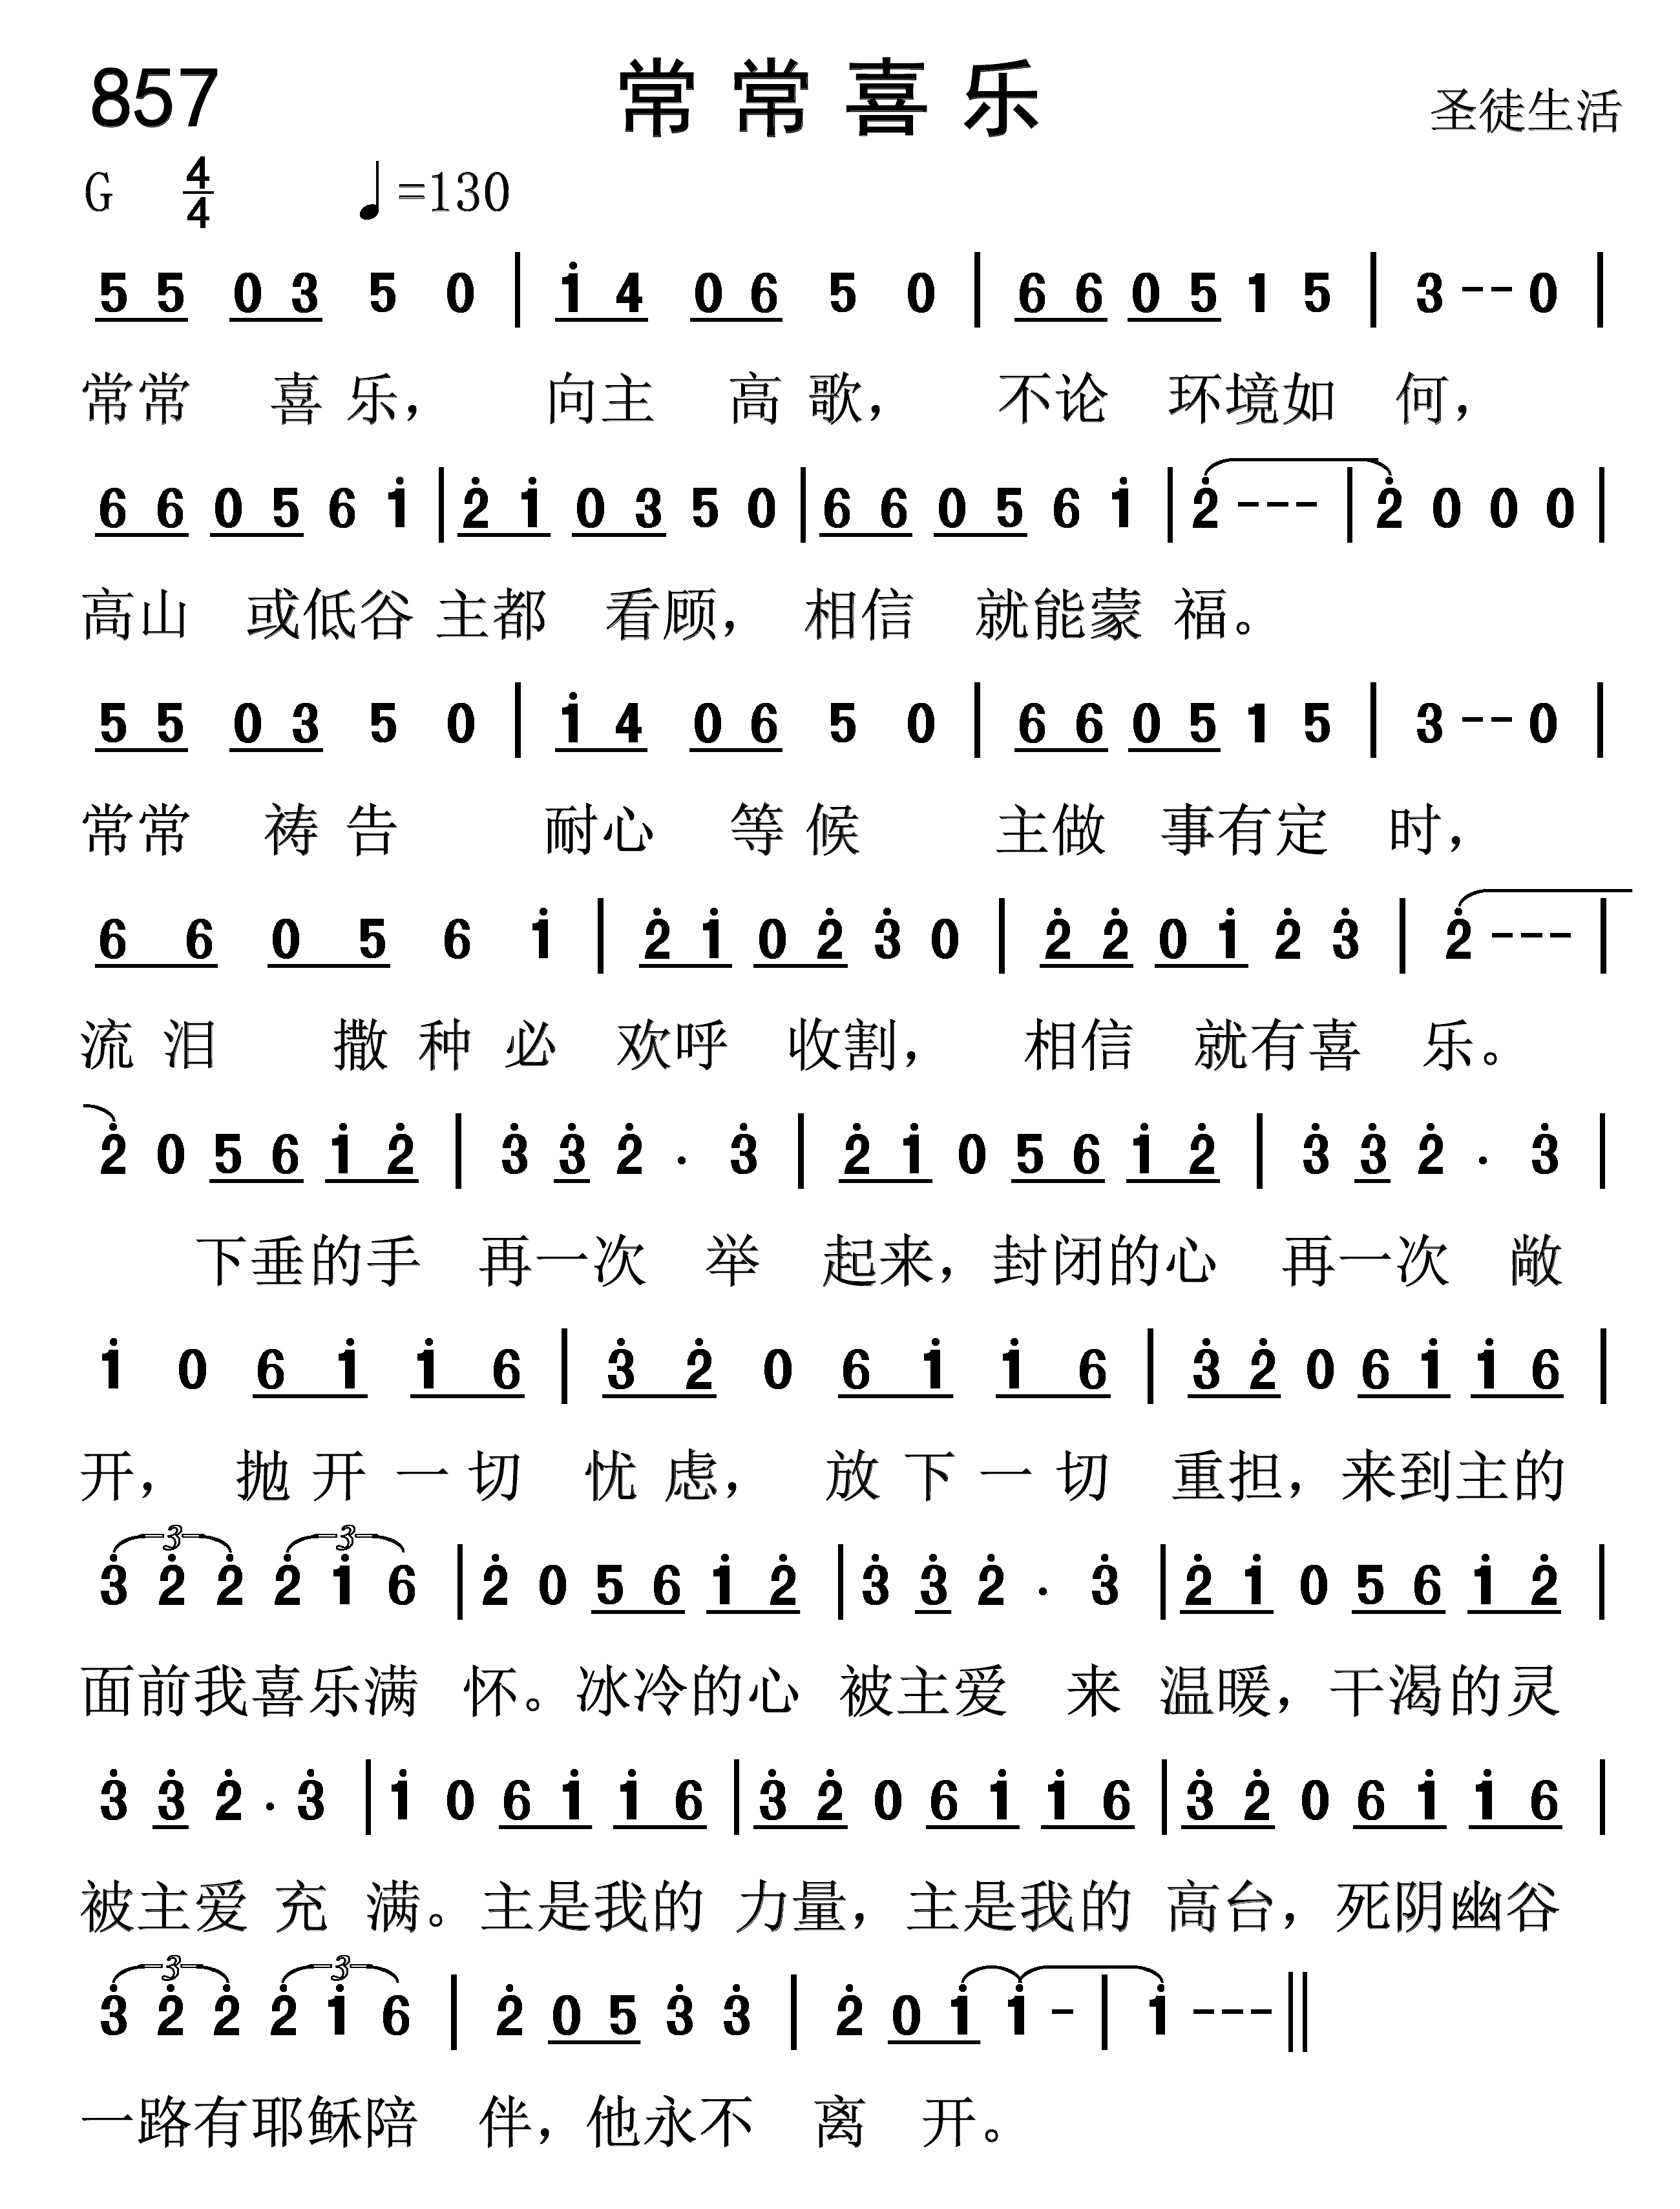 857 常常喜乐 圣徒生活
G 4/4 ♩=130
5 5 0 3 5 0 | i 4 0 6 5 0 | 6 6 0 5 1 5 | 3 - - 0 |
常常 喜 乐， 向主 高 歌， 不论 环境如 何，
6 6 0 5 6 i | 2̇ i 0 3 5 0 | 6 6 0 5 6 i | 2̇ - - - | 2̇ 0 0 0 |
高山 或低谷 主都 看顾， 相信 就能蒙 福。
5 5 0 3 5 0 | i 4 0 6 5 0 | 6 6 0 5 1 5 | 3 - - 0 |
常常 祷 告 耐心 等 候 主做 事有定 时，
6 6 0 5 6 i | 2̇ i 0 2̇ 3̇ 0 | 2̇ 2̇ 0 i 2̇ 3̇ | 2̇ - - - |
流 泪 撒 种 必 欢呼 收割， 相信 就有喜 乐。
2̇ 0 5 6 i 2̇ | 3̇ 3̇ 2̇ · 3̇ | 2̇ i 0 5 6 i 2̇ | 3̇ 3̇ 2̇ · 3̇ |
下垂的手 再一次 举 起来，封闭的心 再一次 敞
i 0 6 i i 6 | 3̇ 2̇ 0 6 i i 6 | 3̇ 2̇ 0 6 i i 6 |
开， 抛 开 一 切 忧 虑， 放 下 一 切 重担，来到主的
3 3
3̇ 2̇ 2̇ 2̇ i 6 | 2̇ 0 5 6 i 2̇ | 3̇ 3̇ 2̇ · 3̇ | 2̇ i 0 5 6 i 2̇ |
面前我喜乐满 怀。冰冷的心 被主爱 来 温暖，干渴的灵
3̇ 3̇ 2̇ · 3̇ | i 0 6 i i 6 | 3̇ 2̇ 0 6 i i 6 | 3̇ 2̇ 0 6 i i 6 |
被主爱 充 满。主是我的 力量，主是我的 高台，死阴幽谷
3 3
3̇ 2̇ 2̇ 2̇ i 6 | 2̇ 0 5 3̇ 3̇ | 2̇ 0 i i - | i - - - ||
一路有耶稣陪 伴，他永不 离 开。